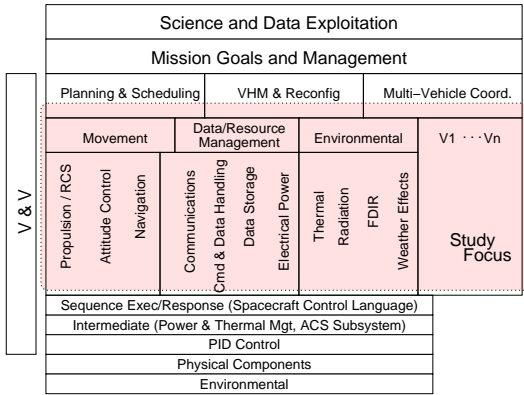 Science and Data Exploitation
Mission Goals and Management
Planning & Scheduling
VHM & Reconfig
Multi−Vehicle Coord.
V & V
Movement
Data/Resource
Management
Environmental
V1 ···Vn
Propulsion / RCS
Attitude Control
Navigation
Communications
Cmd & Data Handling
Data Storage
Electrical Power
Thermal
Radiation
FDIR
Weather Effects
Study
Focus
Sequence Exec/Response (Spacecraft Control Language)
Intermediate (Power & Thermal Mgt, ACS Subsystem)
PID Control
Physical Components
Environmental